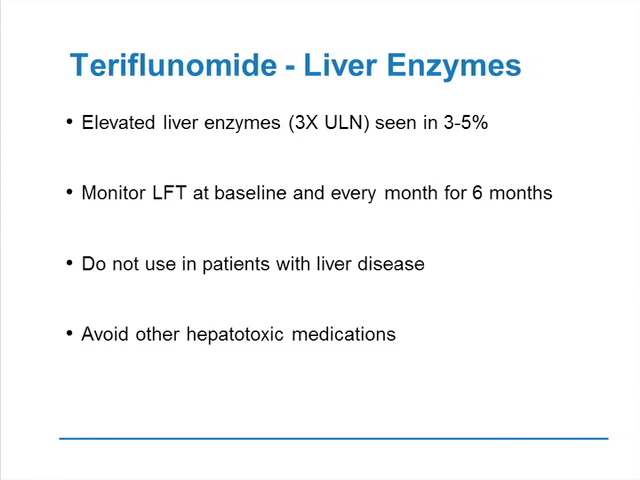 Teriflunomide - Liver Enzymes
• Elevated liver enzymes (3X ULN) seen in 3-5%
• Monitor LFT at baseline and every month for 6 months
• Do not use in patients with liver disease
• Avoid other hepatotoxic medications